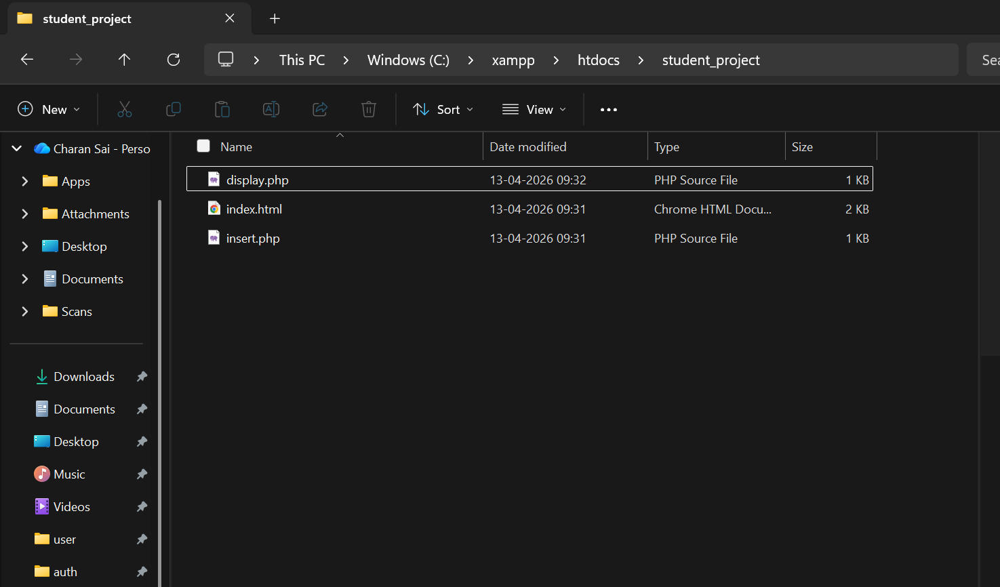 student_project
This PC > Windows (C:) > xampp > htdocs > student_project
Sea
New
Sort
View
Name Date modified Type Size
display.php 13-04-2026 09:32 PHP Source File 1 KB
index.html 13-04-2026 09:31 Chrome HTML Docu... 2 KB
insert.php 13-04-2026 09:31 PHP Source File 1 KB
Charan Sai - Perso
Apps
Attachments
Desktop
Documents
Scans
Downloads
Documents
Desktop
Music
Videos
user
auth